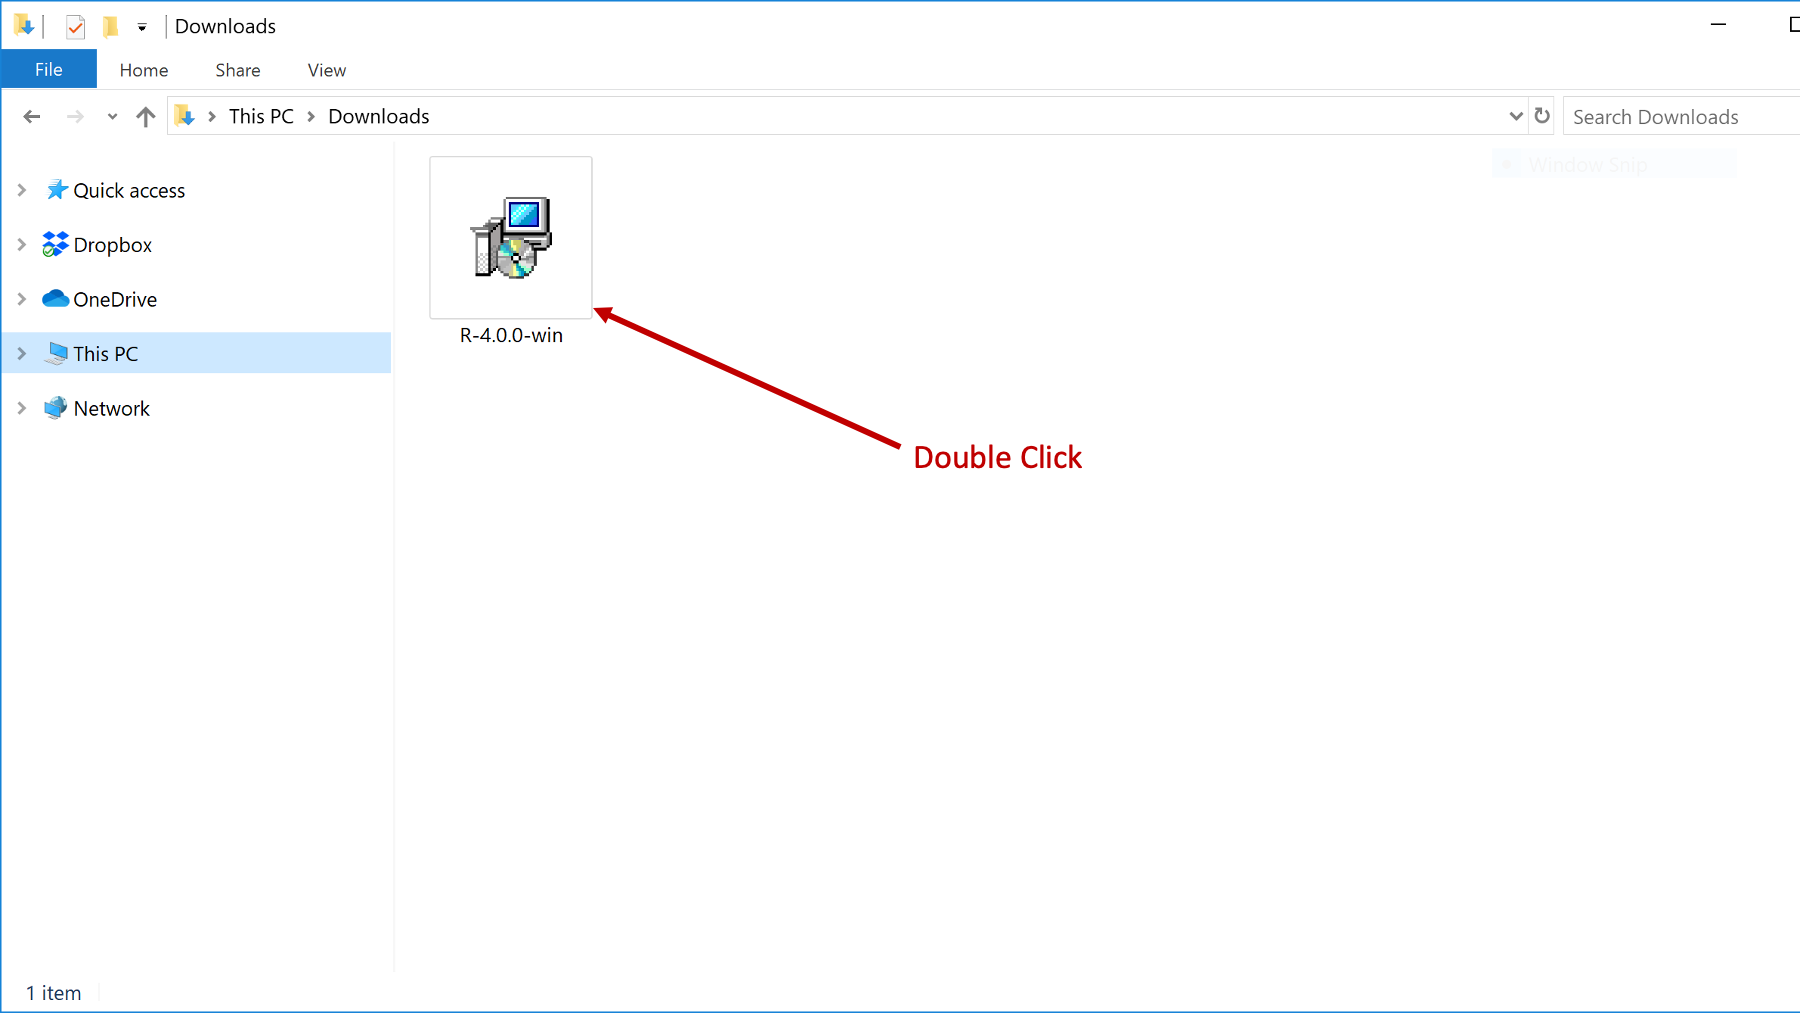 Downloads
File Home Share View
This PC Downloads
Search Downloads
Window Snip
Quick access
Dropbox
OneDrive
This PC
Network
R-4.0.0-win
Double Click
1 item